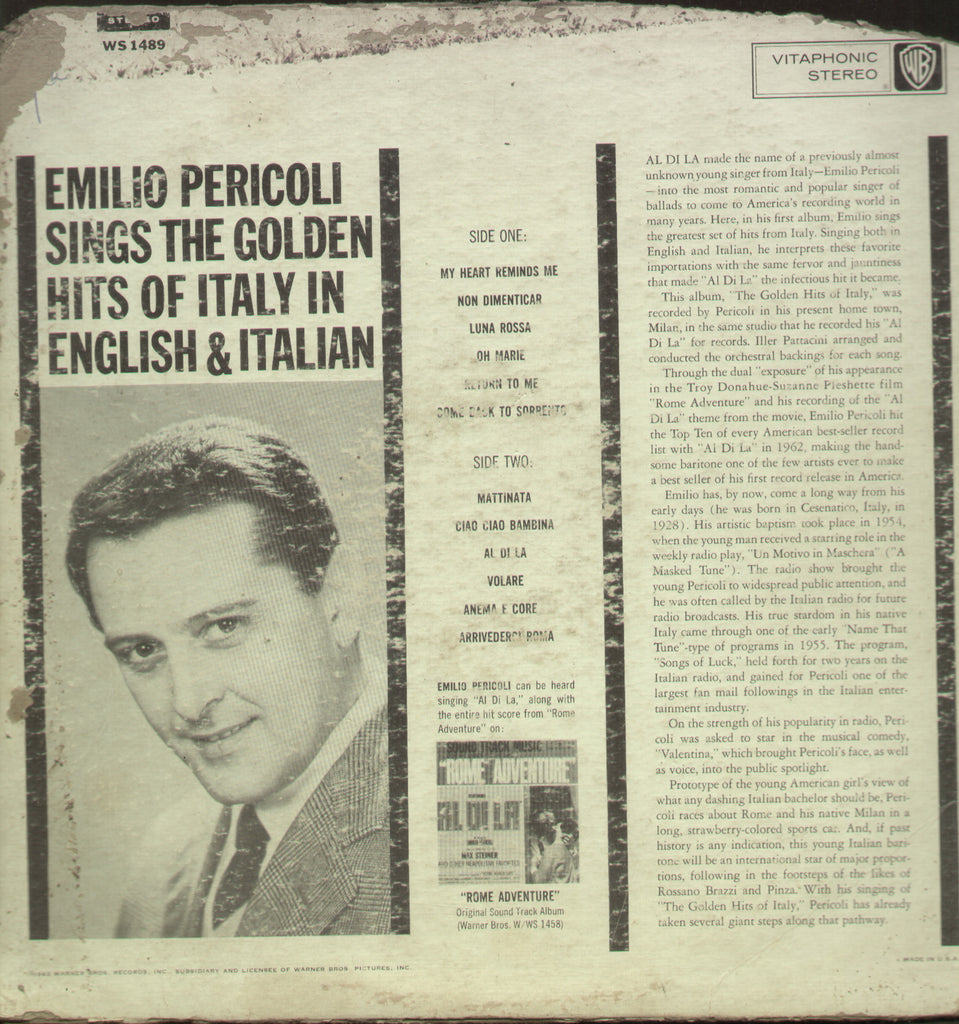 STEREO
WS 1489
VITAPHONIC
STEREO
WB
EMILIO PERICOLI
SINGS THE GOLDEN
HITS OF ITALY IN
ENGLISH & ITALIAN
SIDE ONE:
MY HEART REMINDS ME
NON DIMENTICAR
LUNA ROSSA
OH MARIE
RETURN TO ME
COME BACK TO SORRENTO
SIDE TWO:
MATTINATA
CIAO CIAO BAMBINA
AL DI LA
VOLARE
ANEMA E CORE
ARRIVEDERCI ROMA
EMILIO PERICOLI can be heard
singing "Al Di La," along with
the entire hit score from "Rome
Adventure" on:
SOUND TRACK MUSIC
"ROME ADVENTURE"
AL DI LA
MAX STEINER
AND OTHER NEAPOLITAN FAVORITES
"ROME ADVENTURE"
Original Sound Track Album
(Warner Bros. W/WS 1458)
AL DI LA made the name of a previously almost
unknown young singer from Italy—Emilio Pericoli
—into the most romantic and popular singer of
ballads to come to America's recording world in
many years. Here, in his first album, Emilio sings
the greatest set of hits from Italy. Singing both in
English and Italian, he interprets these favorite
importations with the same fervor and jauntiness
that made "Al Di La" the infectious hit it became.
This album, "The Golden Hits of Italy," was
recorded by Pericoli in his present home town,
Milan, in the same studio that he recorded his "Al
Di La" for records. Iller Pattacini arranged and
conducted the orchestral backings for each song.
Through the dual "exposure" of his appearance
in the Troy Donahue-Suzanne Pleshette film
"Rome Adventure" and his recording of the "Al
Di La" theme from the movie, Emilio Pericoli hit
the Top Ten of every American best-seller record
list with "Al Di La" in 1962, making the hand-
some baritone one of the few artists ever to make
a best seller of his first record release in America.
Emilio has, by now, come a long way from his
early days (he was born in Cesenatico, Italy, in
1928). His artistic baptism took place in 1954,
when the young man received a starring role in the
weekly radio play, "Un Motivo in Maschera" ("A
Masked Tune"). The radio show brought the
young Pericoli to widespread public attention, and
he was often called by the Italian radio for future
radio broadcasts. His true stardom in his native
Italy came through one of the early "Name That
Tune"-type of programs in 1955. The program,
"Songs of Luck," held forth for two years on the
Italian radio, and gained for Pericoli one of the
largest fan mail followings in the Italian enter-
tainment industry.
On the strength of his popularity in radio, Peri-
coli was asked to star in the musical comedy,
"Valentina," which brought Pericoli's face, as well
as voice, into the public spotlight.
Prototype of the young American girl's view of
what any dashing Italian bachelor should be, Peri-
coli races about Rome and his native Milan in a
long, strawberry-colored sports car. And, if past
history is any indication, this young Italian bari-
tone will be an international star of major propor-
tions, following in the footsteps of the likes of
Rossano Brazzi and Pinza. With his singing of
"The Golden Hits of Italy," Pericoli has already
taken several giant steps along that pathway.
WARNER BROS. RECORDS, INC., SUBSIDIARY AND LICENSEE OF WARNER BROS. PICTURES, INC.
MADE IN U.S.A.